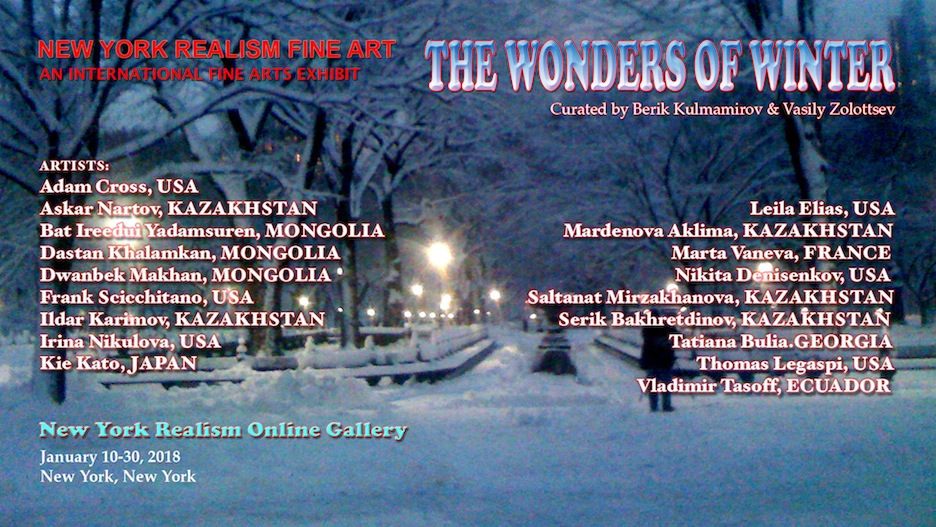 NEW YORK REALISM FINE ART
AN INTERNATIONAL FINE ARTS EXHIBIT
THE WONDERS OF WINTER
Curated by Berik Kulmamirov & Vasily Zolottsev
ARTISTS:
Adam Cross, USA
Askar Nartov, KAZAKHSTAN
Bat Ireedui Yadamsuren, MONGOLIA
Dastan Khalamkan, MONGOLIA
Dwanbek Makhan, MONGOLIA
Frank Scicchitano, USA
Ildar Karimov, KAZAKHSTAN
Irina Nikulova, USA
Kie Kato, JAPAN
Leila Elias, USA
Mardenova Aklima, KAZAKHSTAN
Marta Vaneva, FRANCE
Nikita Denisenkov, USA
Saltanat Mirzakhanova, KAZAKHSTAN
Serik Bakhretdinov, KAZAKHSTAN
Tatiana Bulia.GEORGIA
Thomas Legaspi, USA
Vladimir Tasoff, ECUADOR
New York Realism Online Gallery
January 10-30, 2018
New York, New York